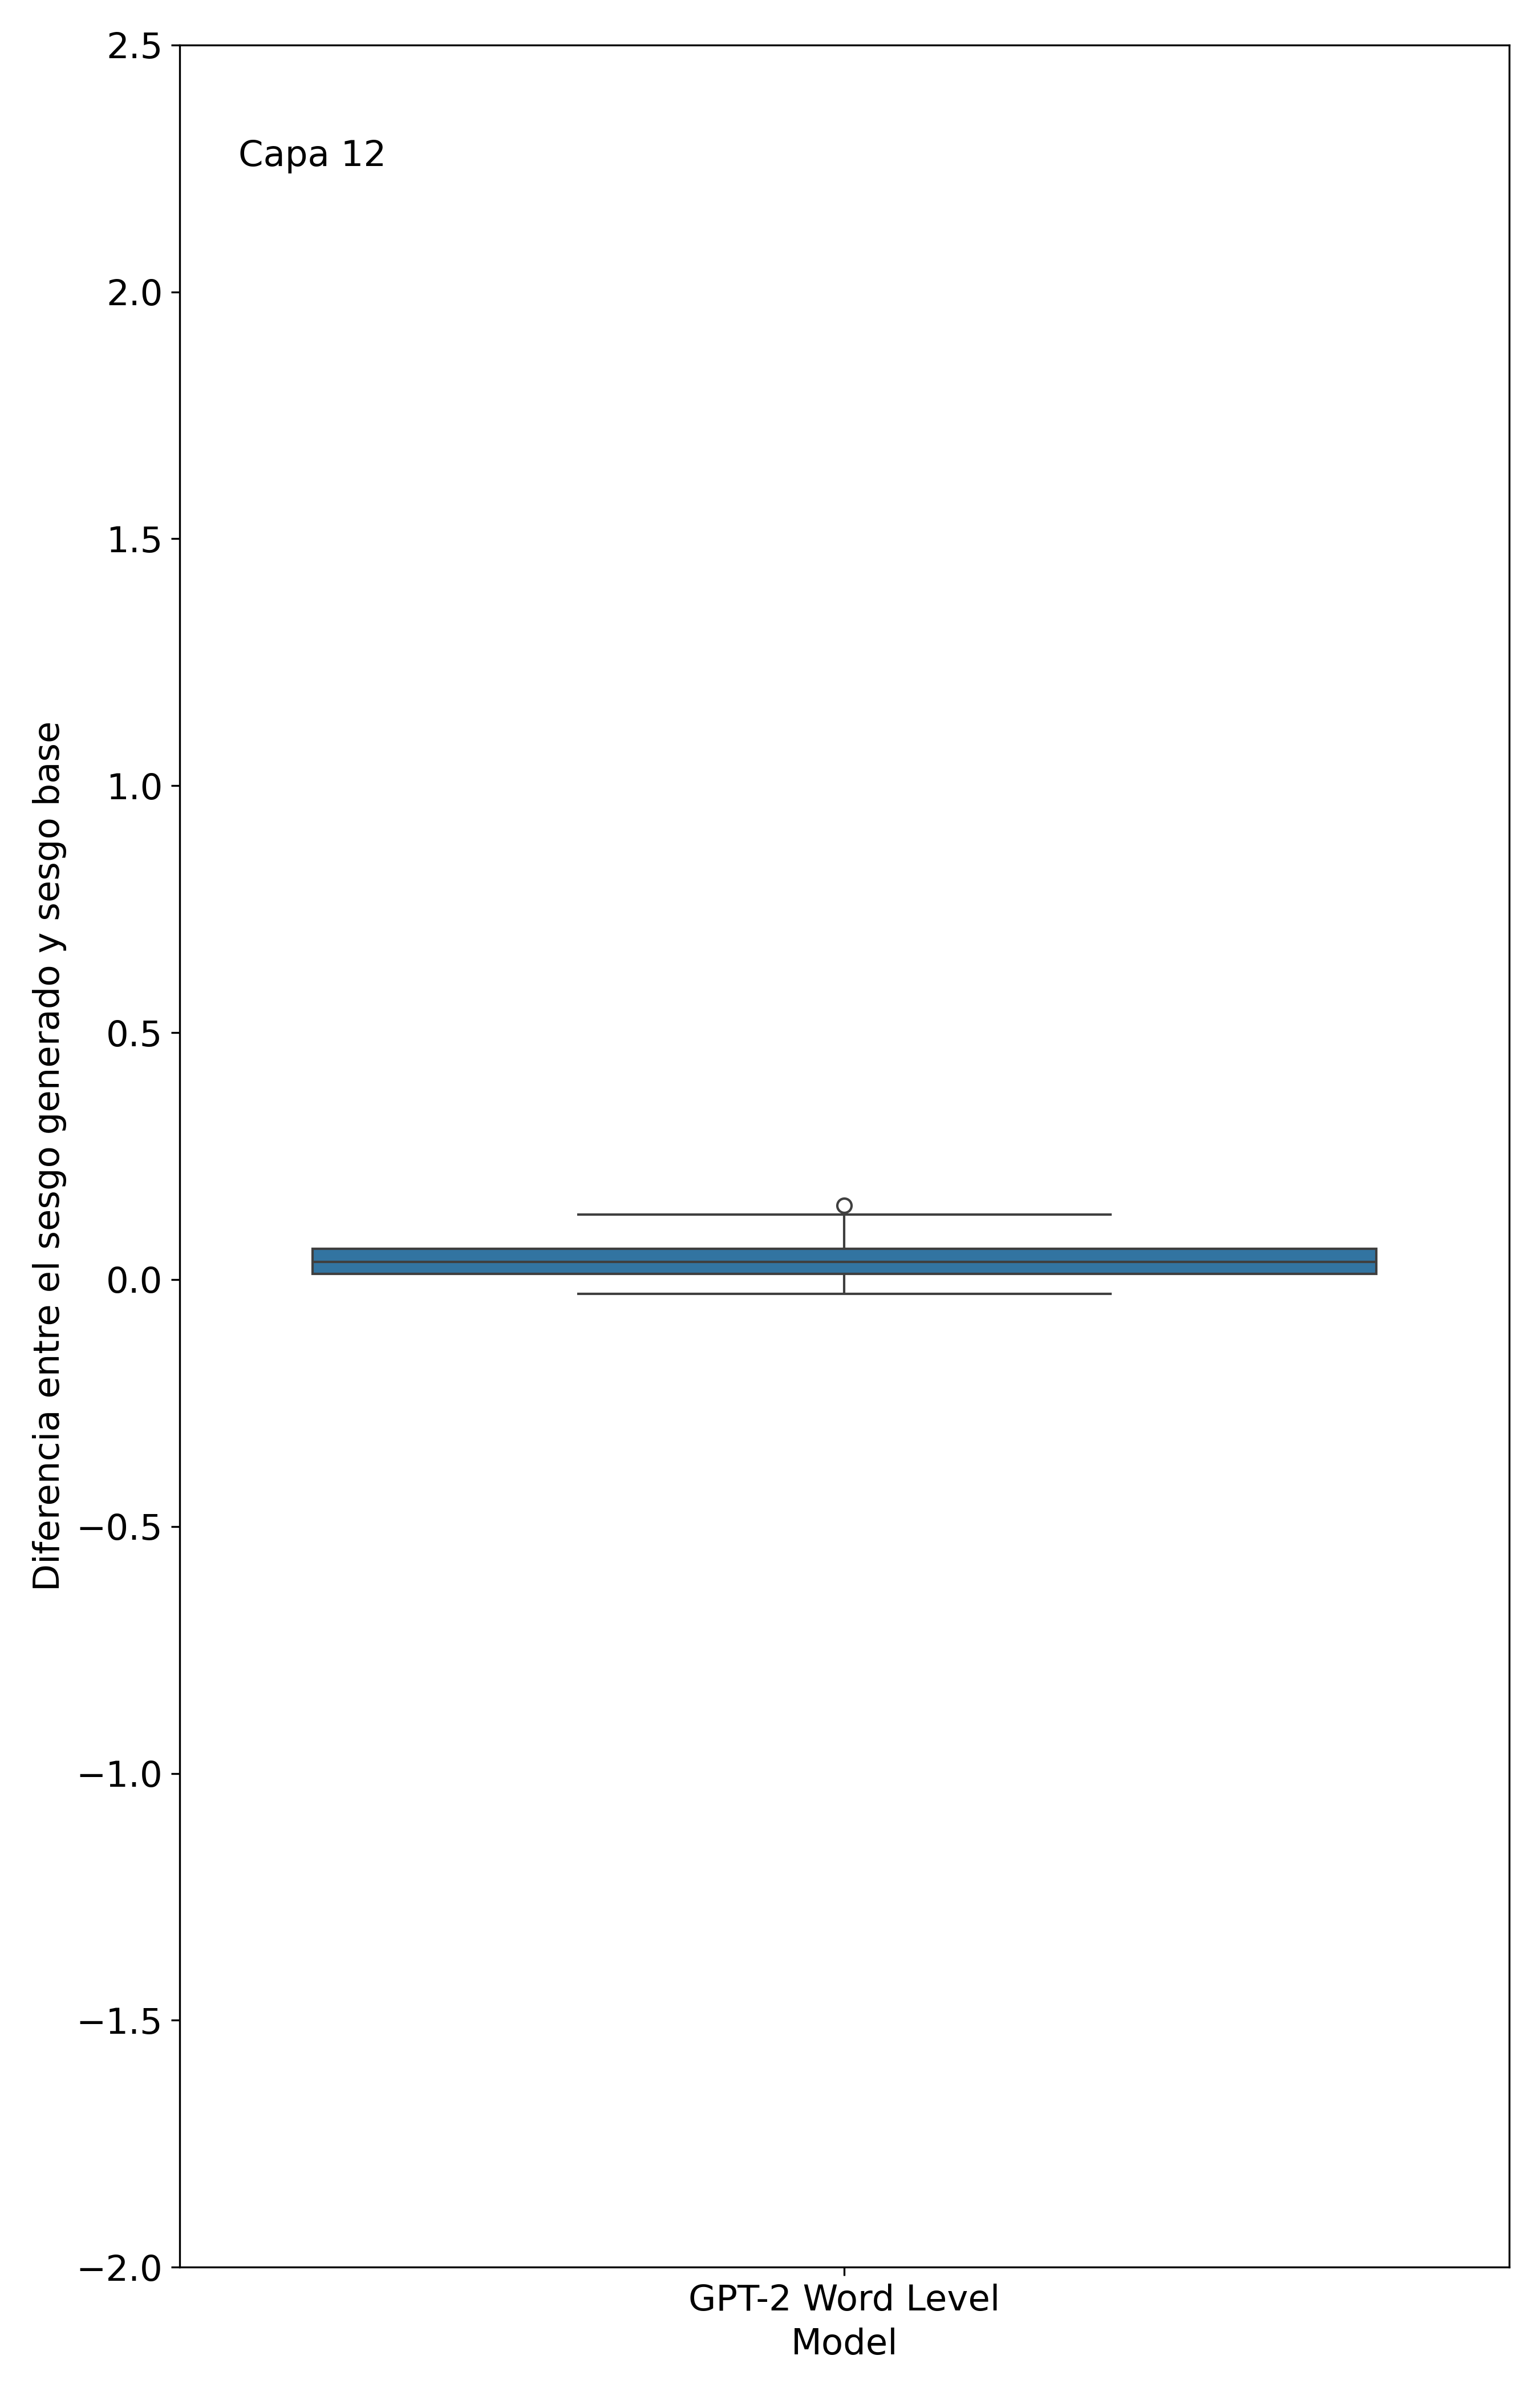 Diferencia entre el sesgo generado y sesgo base
2.5
2.0
1.5
1.0
0.5
0.0
−0.5
−1.0
−1.5
−2.0
Capa 12
GPT-2 Word Level
Model